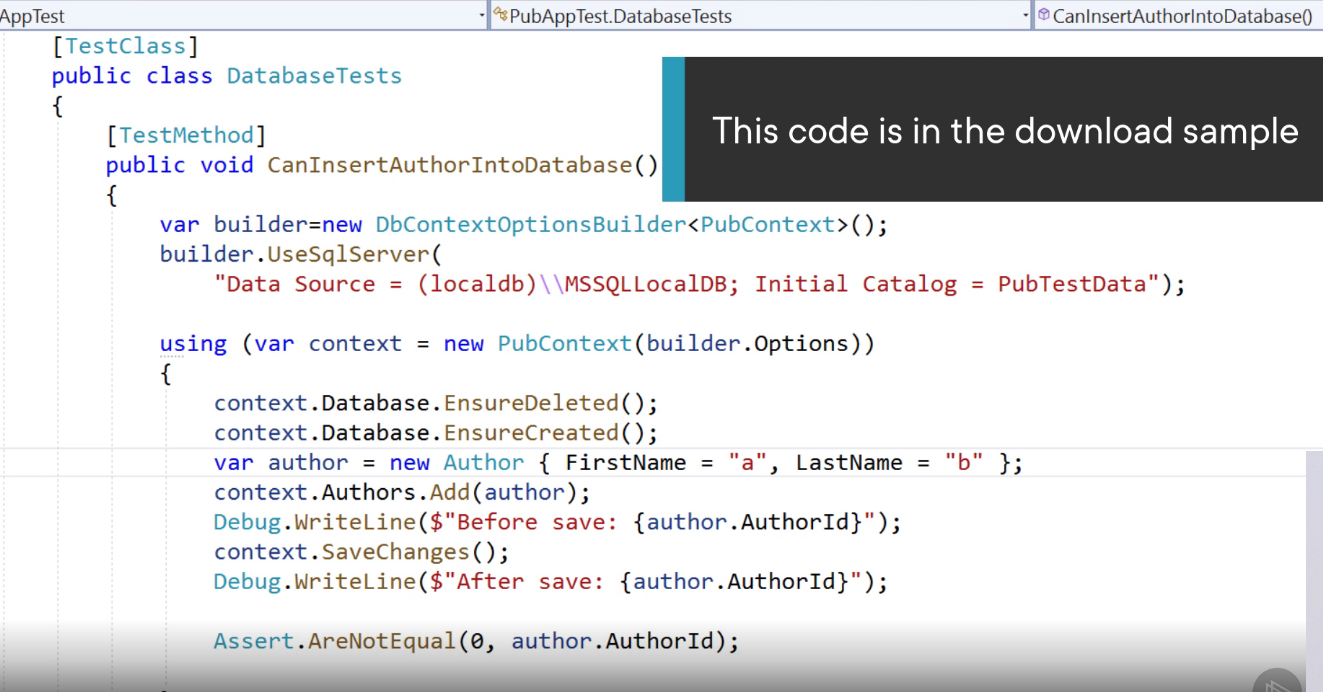 AppTest PubAppTest.DatabaseTests CanInsertAuthorIntoDatabase()
[TestClass]
public class DatabaseTests
{
[TestMethod]
public void CanInsertAuthorIntoDatabase()
This code is in the download sample
{
var builder=new DbContextOptionsBuilder<PubContext>();
builder.UseSqlServer(
"Data Source = (localdb)\\MSSQLLocalDB; Initial Catalog = PubTestData");
using (var context = new PubContext(builder.Options))
{
context.Database.EnsureDeleted();
context.Database.EnsureCreated();
var author = new Author { FirstName = "a", LastName = "b" };
context.Authors.Add(author);
Debug.WriteLine($"Before save: {author.AuthorId}");
context.SaveChanges();
Debug.WriteLine($"After save: {author.AuthorId}");
Assert.AreNotEqual(0, author.AuthorId);